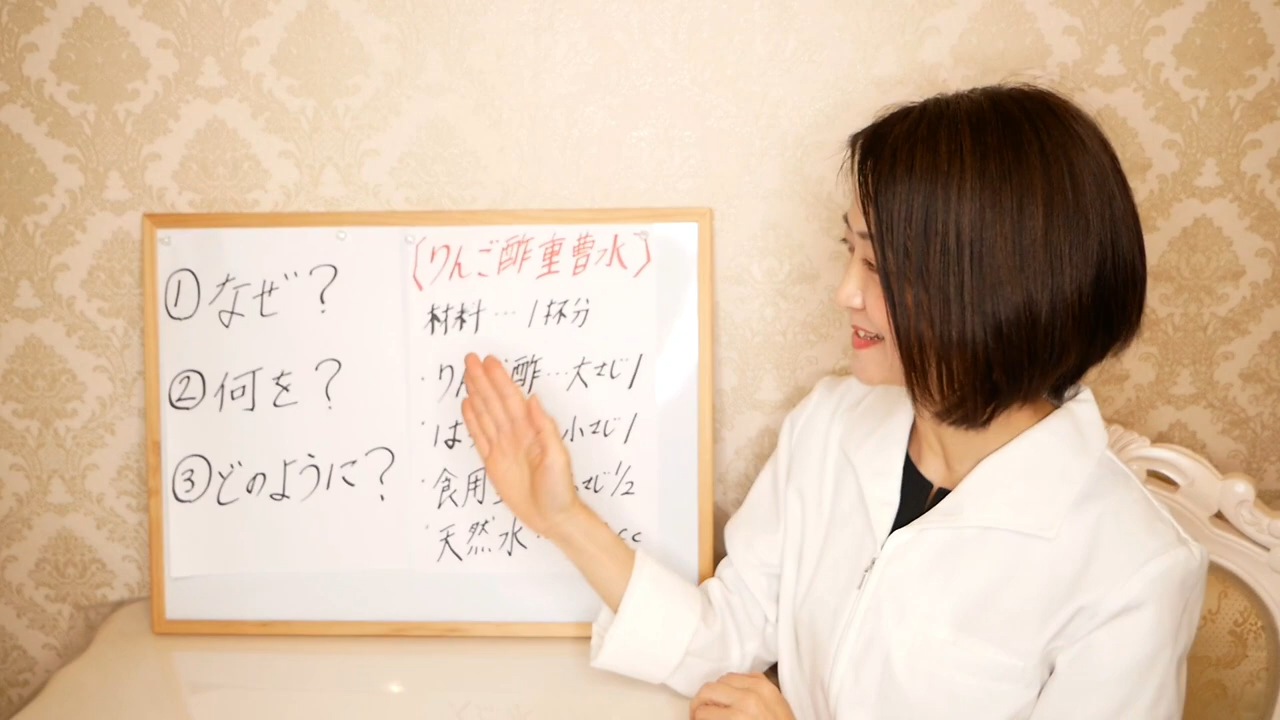 ①なぜ？
②何を？
③どのように？
〔りんご酢重曹水〕
材料…1杯分
・りん 酢…大さじ1
・は 小さじ1
・食用 さじ1/2
・天然水… cc